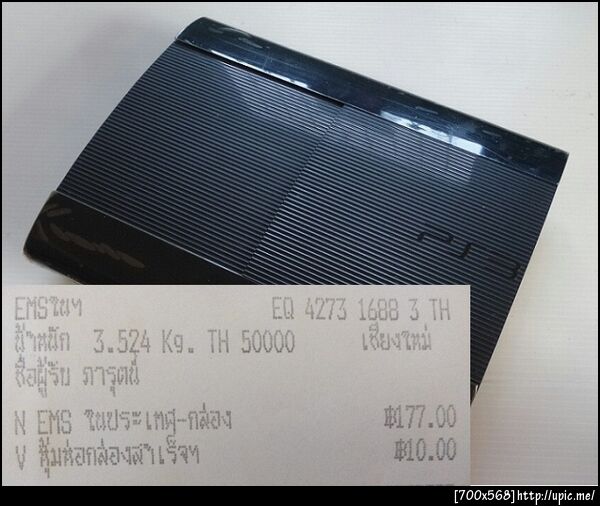 PS3
EMSในฯ EQ 4273 1688 3 TH
น้ำหนัก 3.524 Kg. TH 50000 เชียงใหม่
ชื่อผู้รับ ภารุตน์
N EMS ในประเทศ-กล่อง ฿177.00
V หุ้มห่อกล่องสำเร็จฯ ฿10.00
[700x568]http://upic.me/